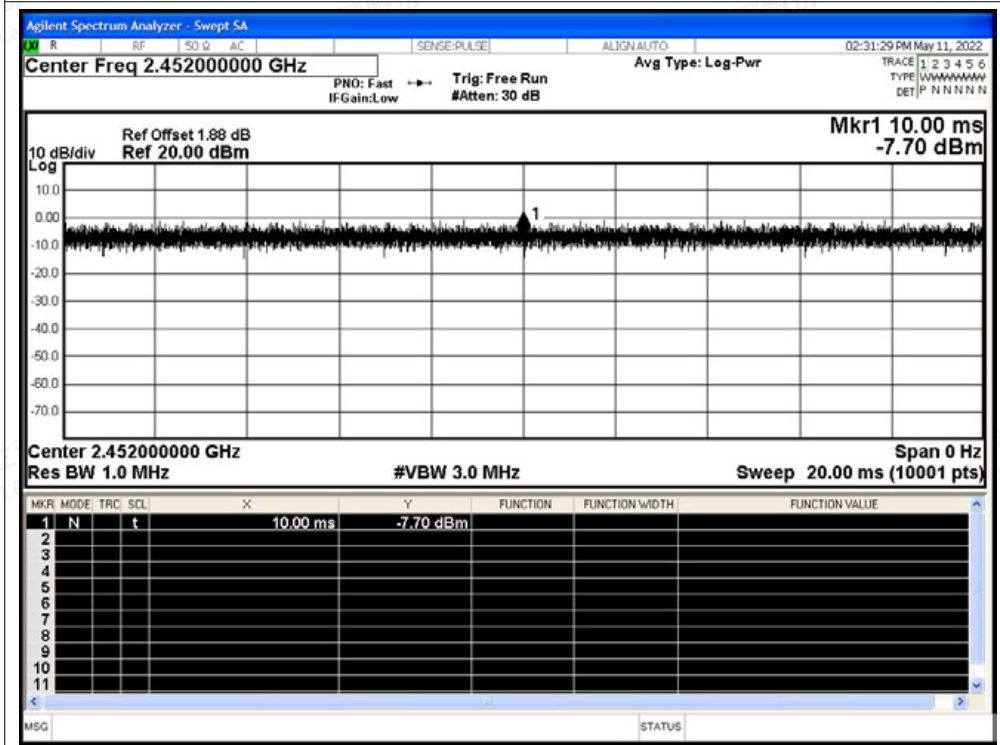 Agilent Spectrum Analyzer - Swept SA
LXI R RF 50 Ω AC SENSE:PULSE ALIGN AUTO 02:31:29 PM May 11, 2022
Center Freq 2.452000000 GHz
Avg Type: Log-Pwr
TRACE 1 2 3 4 5 6
PNO: Fast Trig: Free Run
TYPE WWWWWW
IFGain:Low #Atten: 30 dB
DET P N N N N N
Mkr1 10.00 ms
Ref Offset 1.88 dB
10 dB/div Ref 20.00 dBm
-7.70 dBm
Log
10.0
0.00
1
-10.0
-20.0
-30.0
-40.0
-50.0
-60.0
-70.0
Center 2.452000000 GHz Span 0 Hz
Res BW 1.0 MHz #VBW 3.0 MHz Sweep 20.00 ms (10001 pts)
MKR MODE TRC SCL X Y FUNCTION FUNCTION WIDTH FUNCTION VALUE
1 N t 10.00 ms -7.70 dBm
2
3
4
5
6
7
8
9
10
11
MSG STATUS